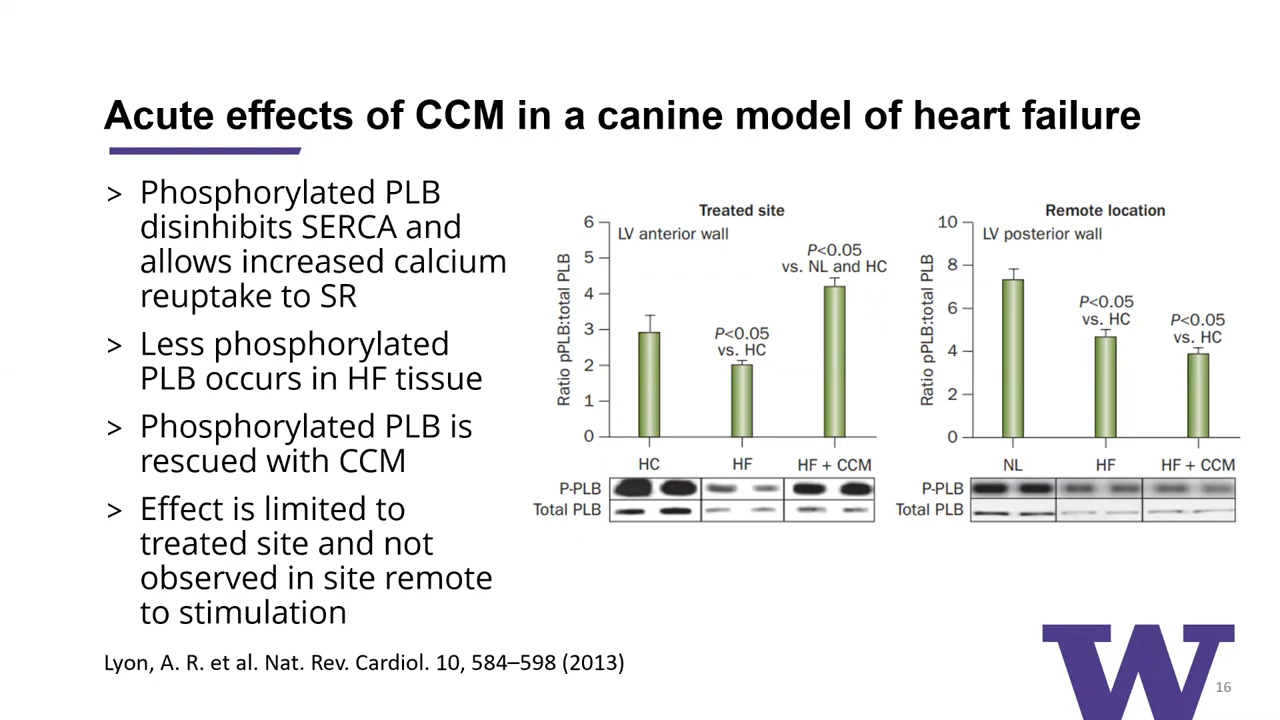 Acute effects of CCM in a canine model of heart failure
> Phosphorylated PLB
disinhibits SERCA and
allows increased calcium
reuptake to SR
> Less phosphorylated
PLB occurs in HF tissue
> Phosphorylated PLB is
rescued with CCM
> Effect is limited to
treated site and not
observed in site remote
to stimulation
Lyon, A. R. et al. Nat. Rev. Cardiol. 10, 584–598 (2013)
Treated site
LV anterior wall
Ratio pPLB:total PLB
6
5
4
3
2
1
0
P<0.05
vs. HC
P<0.05
vs. NL and HC
HC HF HF + CCM
P-PLB
Total PLB
Remote location
LV posterior wall
Ratio pPLB:total PLB
10
8
6
4
2
0
P<0.05
vs. HC
P<0.05
vs. HC
NL HF HF + CCM
P-PLB
Total PLB
W
16